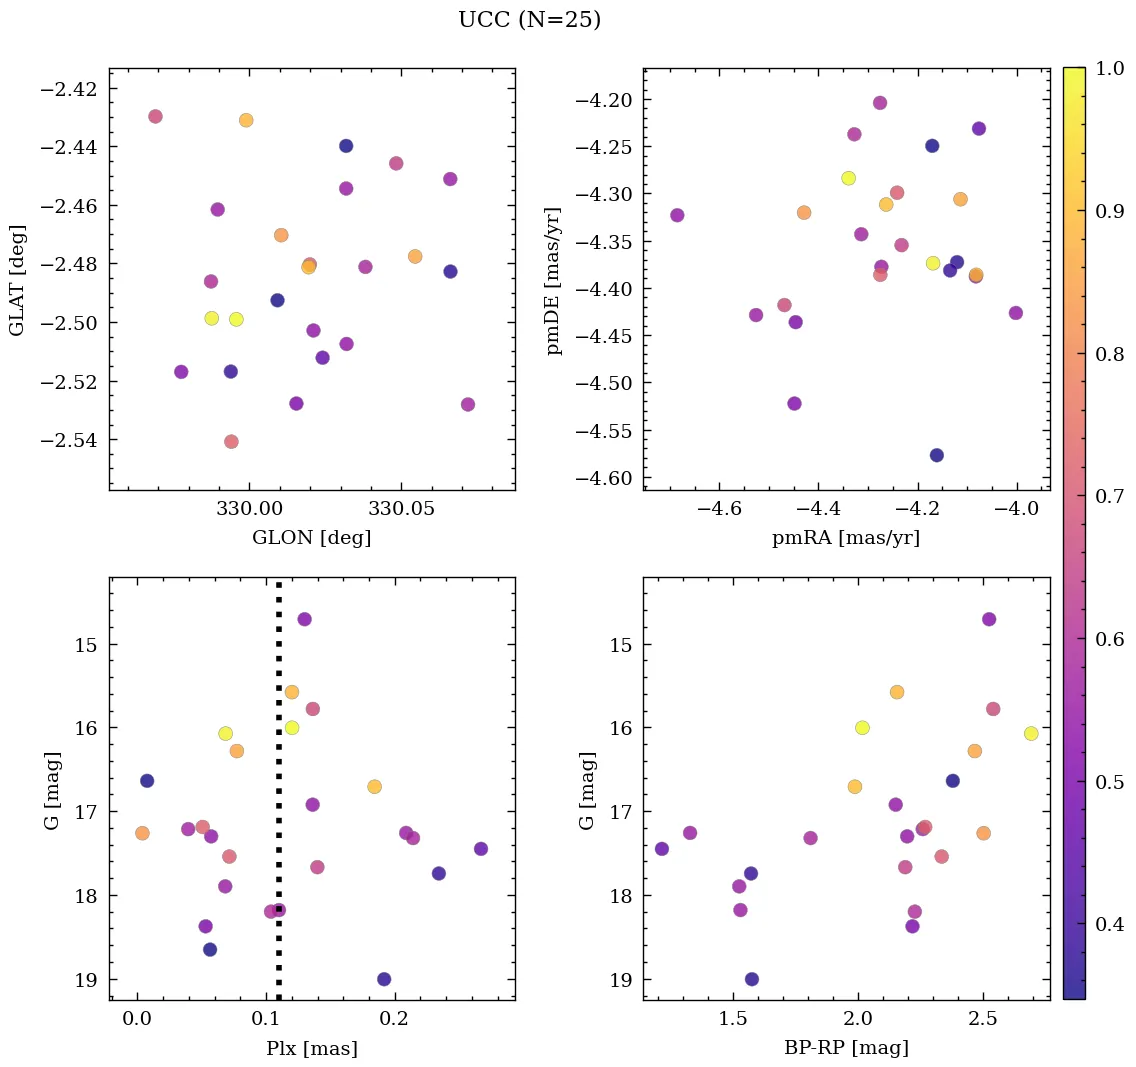 UCC (N=25)
−2.42
−2.44
−2.46
−2.48
−2.50
−2.52
−2.54
GLAT [deg]
330.00 330.05
GLON [deg]
−4.20
−4.25
−4.30
−4.35
−4.40
−4.45
−4.50
−4.55
−4.60
pmDE [mas/yr]
−4.6 −4.4 −4.2 −4.0
pmRA [mas/yr]
15
16
17
18
19
G [mag]
0.0 0.1 0.2
Plx [mas]
15
16
17
18
19
G [mag]
1.5 2.0 2.5
BP-RP [mag]
1.0
0.9
0.8
0.7
0.6
0.5
0.4